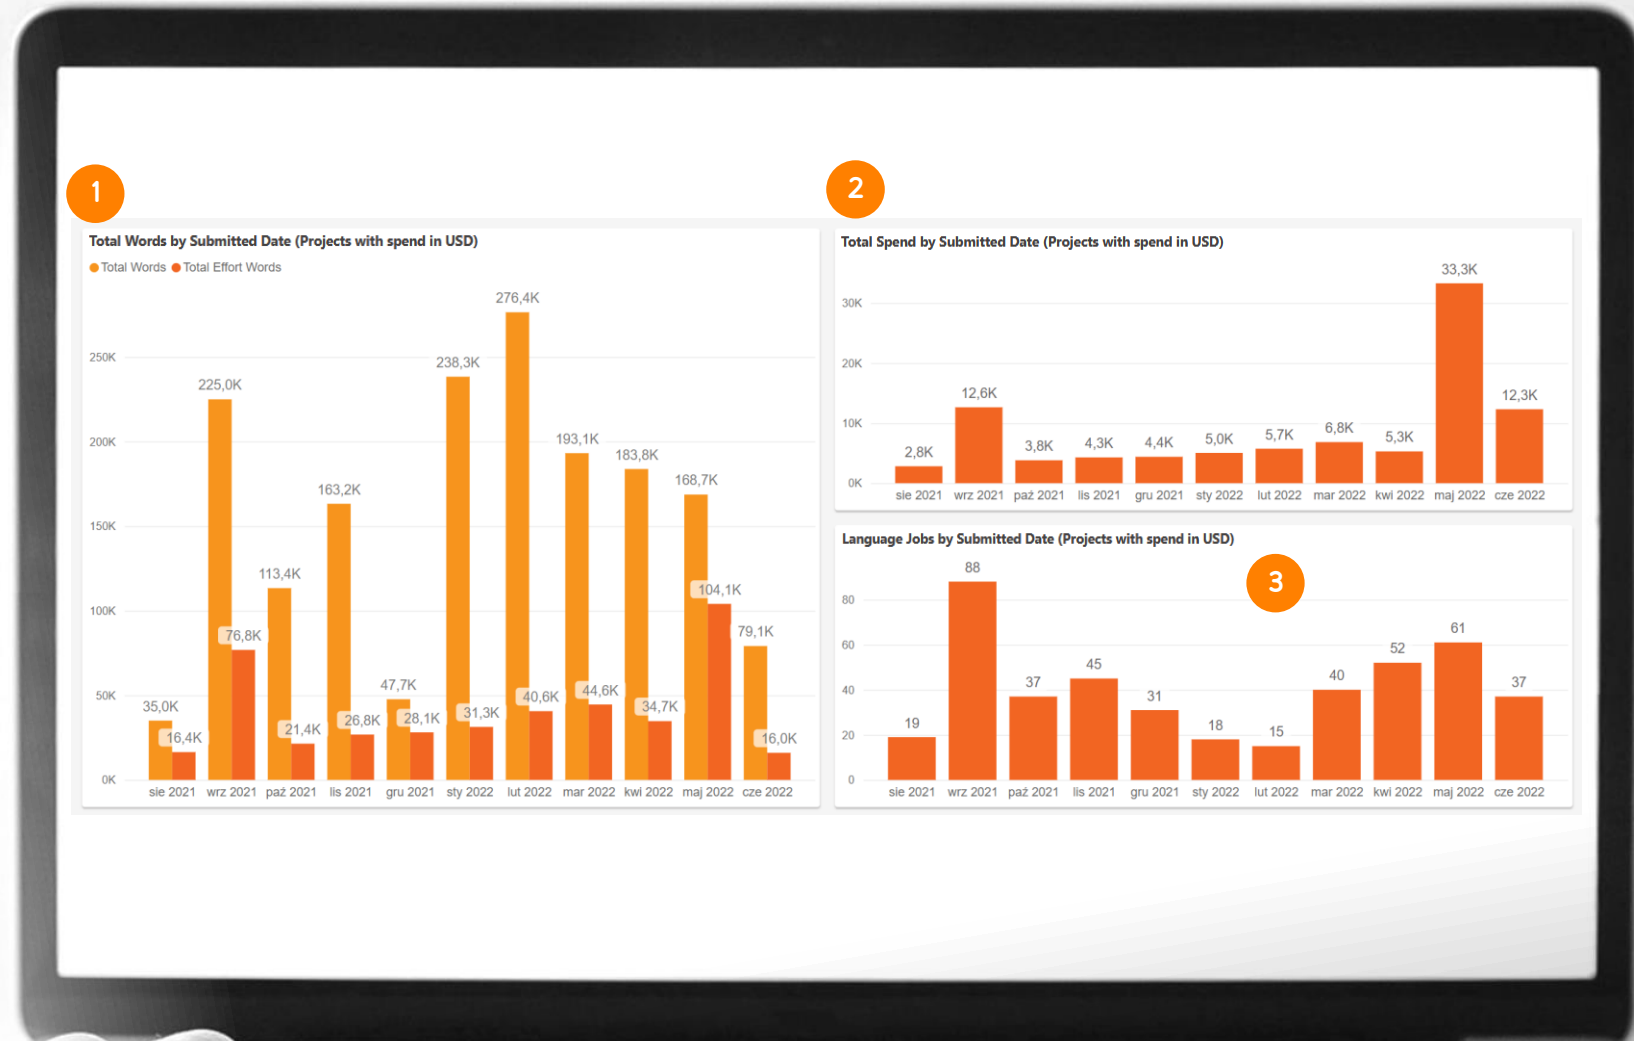 1
Total Words by Submitted Date (Projects with spend in USD)
Total Words Total Effort Words
276,4K
250K
238,3K
225,0K
200K
193,1K
183,8K
168,7K
163,2K
150K
113,4K
104,1K
100K
79,1K
76,8K
50K
47,7K
44,6K
40,6K
35,0K
34,7K
31,3K
28,1K
26,8K
21,4K
16,4K
16,0K
0K
sie 2021 wrz 2021 paź 2021 lis 2021 gru 2021 sty 2022 lut 2022 mar 2022 kwi 2022 maj 2022 cze 2022
2
Total Spend by Submitted Date (Projects with spend in USD)
33,3K
30K
20K
12,6K
12,3K
10K
2,8K 3,8K 4,3K 4,4K 5,0K 5,7K 6,8K 5,3K
0K
sie 2021 wrz 2021 paź 2021 lis 2021 gru 2021 sty 2022 lut 2022 mar 2022 kwi 2022 maj 2022 cze 2022
Language Jobs by Submitted Date (Projects with spend in USD)
3
88
80
61
60
52
45
40
40
37
37
31
20
19
18
15
0
sie 2021 wrz 2021 paź 2021 lis 2021 gru 2021 sty 2022 lut 2022 mar 2022 kwi 2022 maj 2022 cze 2022